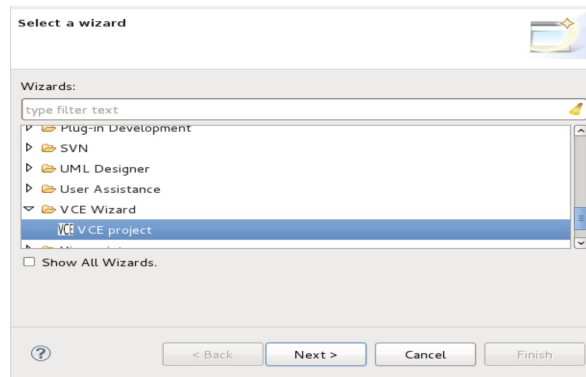 Select a wizard
Wizards:
type filter text
Plug-in Development
SVN
UML Designer
User Assistance
VCE Wizard
VCE VCE project
Show All Wizards.
? < Back Next > Cancel Finish